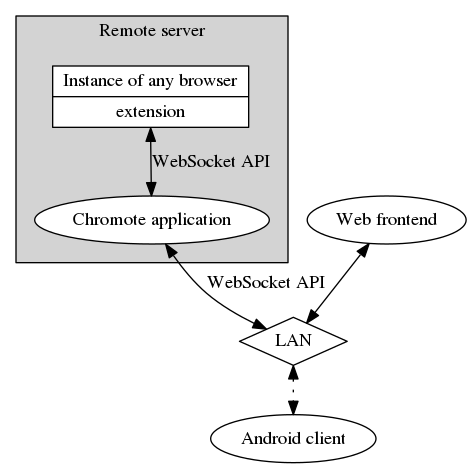 Remote server
Instance of any browser
extension
WebSocket API
Chromote application
Web frontend
WebSocket API
LAN
Android client